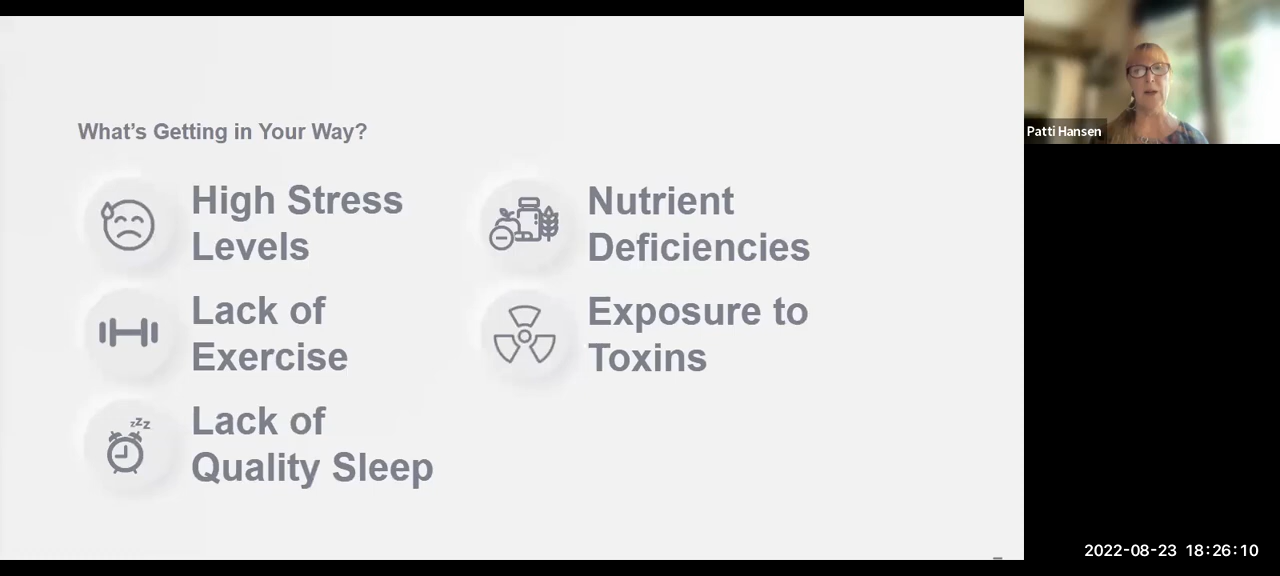 What's Getting in Your Way?
High Stress
Levels
Lack of
Exercise
zzz
Lack of
Quality Sleep
Nutrient
Deficiencies
Exposure to
Toxins
Patti Hansen
2022-08-23 18:26:10